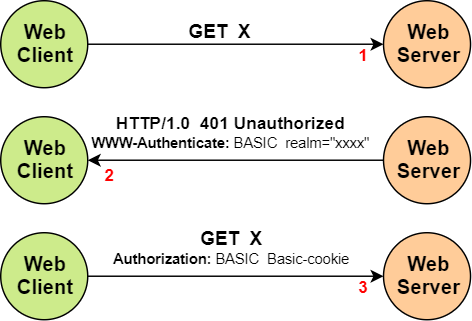 Web Client
GET X
1
Web Server
HTTP/1.0 401 Unauthorized
WWW-Authenticate: BASIC realm="xxxx"
Web Client
2
Web Server
GET X
Authorization: BASIC Basic-cookie
Web Client
3
Web Server